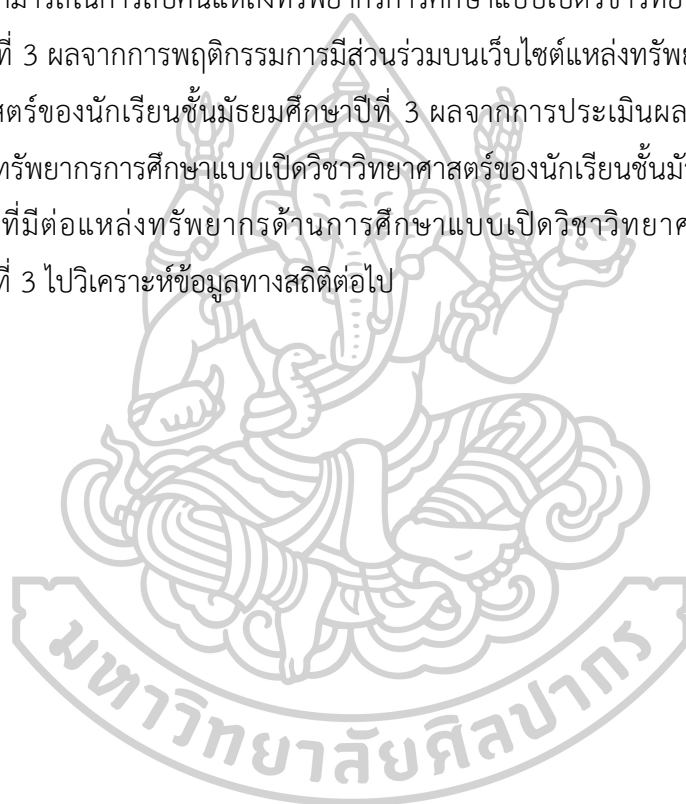 ในการสืบค้นแหล่งทรัพยากรการศึกษาแบบเปิดวิชาวิทยา
ที่ 3 ผลจากการพฤติกรรมการมีส่วนร่วมบนเว็บไซต์แหล่งทรัพย
สตร์ของนักเรียนชั้นมัธยมศึกษาปีที่ 3 ผลจากการประเมินผล
ทรัพยากรการศึกษาแบบเปิดวิชาวิทยาศาสตร์ของนักเรียนชั้นมั
ที่มีต่อแหล่งทรัพยากรด้านการศึกษาแบบเปิดวิชาวิทยาศ
ที่ 3 ไปวิเคราะห์ข้อมูลทางสถิติต่อไป
มหาวิทยาลัยศิลปากร